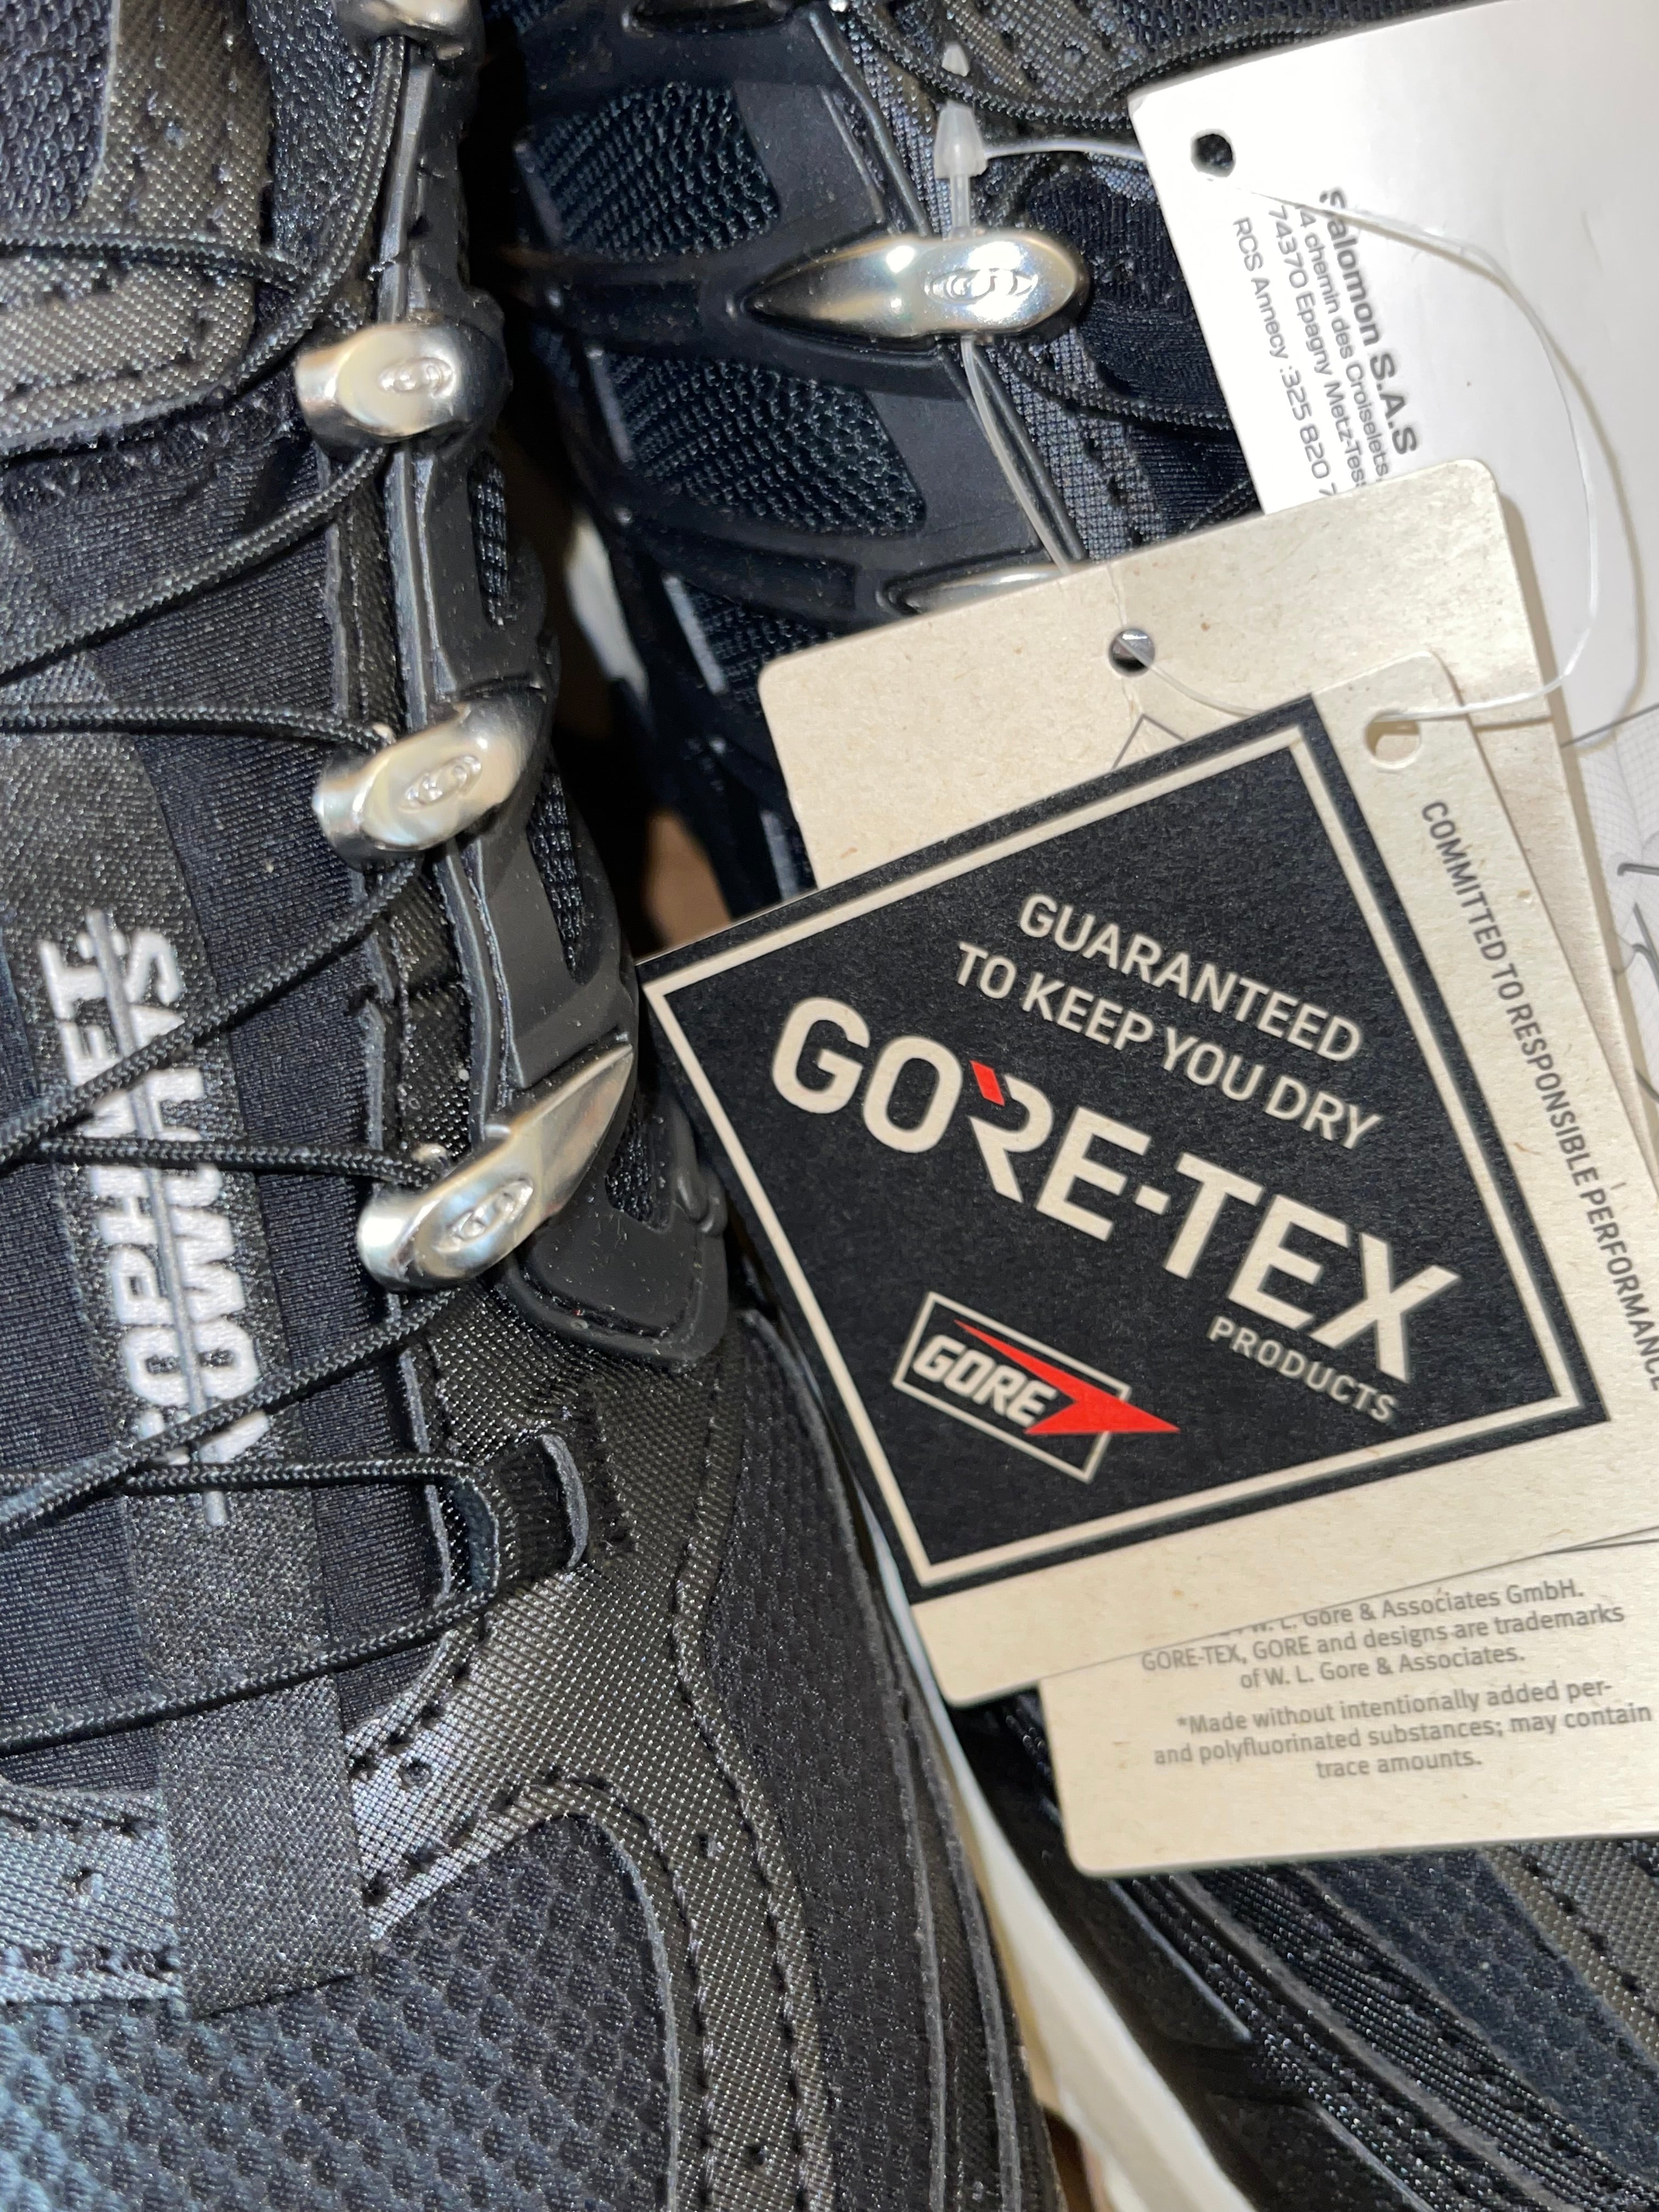 Salomon S.A.S
14 chemin des Croiselets,
74370 Epagny Metz-Tess
RCS Annecy :325 820 7
GUARANTEED
TO KEEP YOU DRY
GORE-TEX
PRODUCTS
GORE
COMMITTED TO RESPONSIBLE PERFORMANCE
W. L. Gore & Associates GmbH.
GORE-TEX, GORE and designs are trademarks
of W. L. Gore & Associates.
*Made without intentionally added per-
and polyfluorinated substances; may contain
trace amounts.